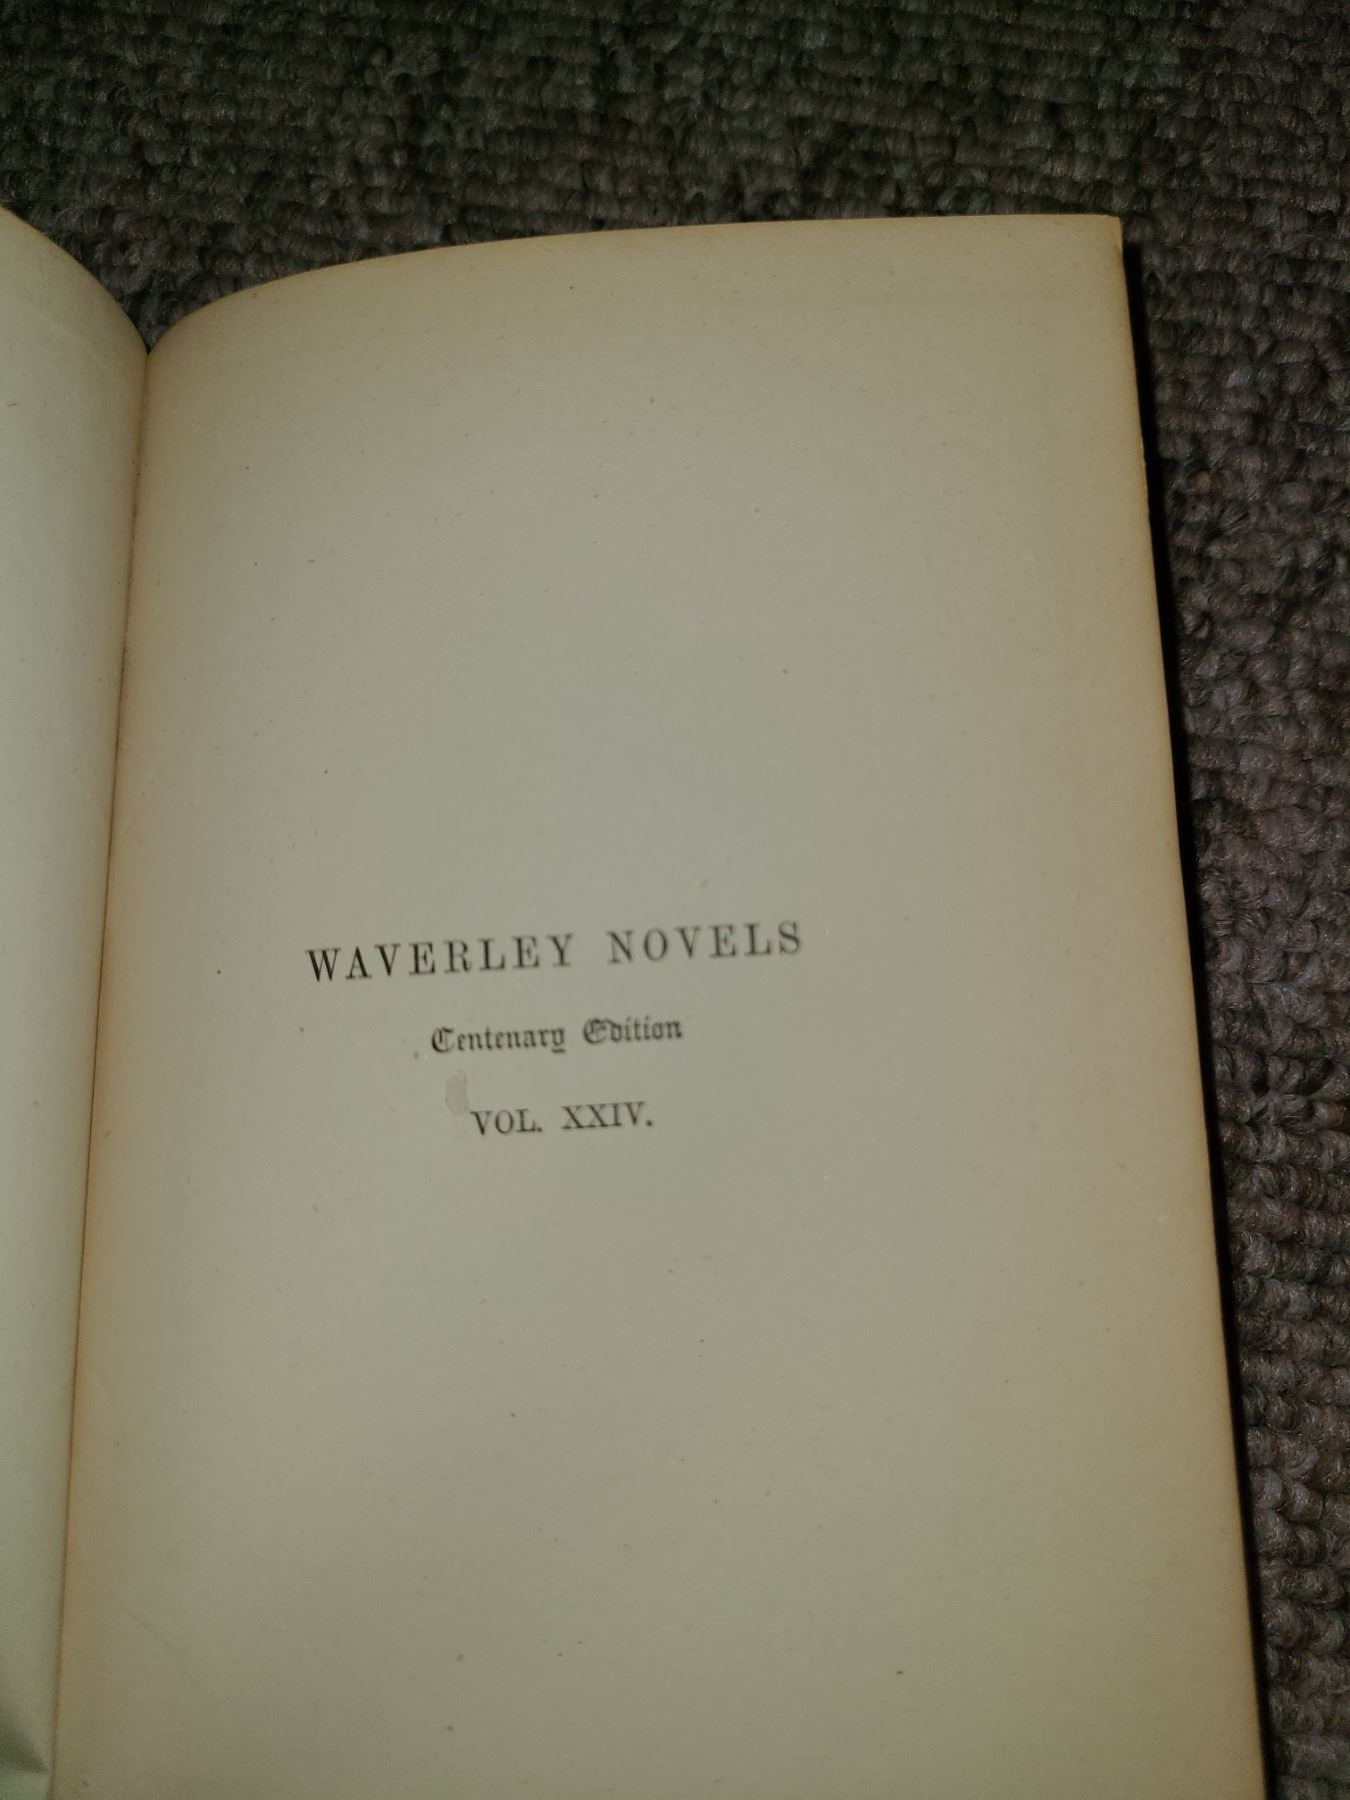 WAVERLEY NOVELS
Centenary Edition
VOL. XXIV.